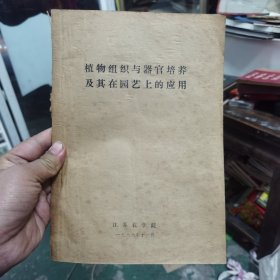 植物组织与器官培养
及其在园艺上的应用
江苏农学院